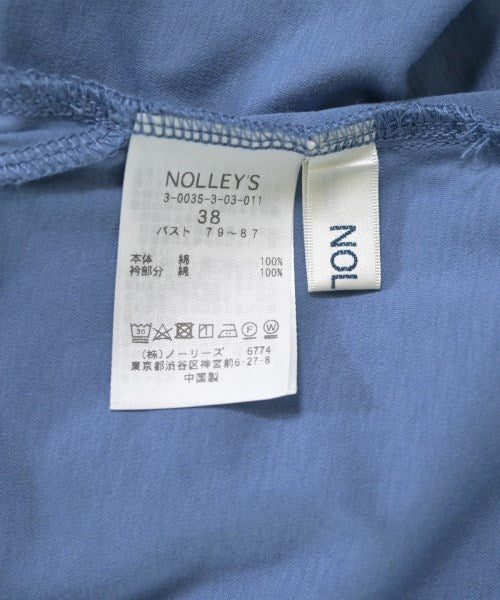 NOLLEY'S
3-0035-3-03-011
38
バスト 79～87
本体 綿 100%
衿部分 綿 100%
30 F W
(株)ノーリーズ 6774
東京都渋谷区神宮前6-27-8
中国製
NOL